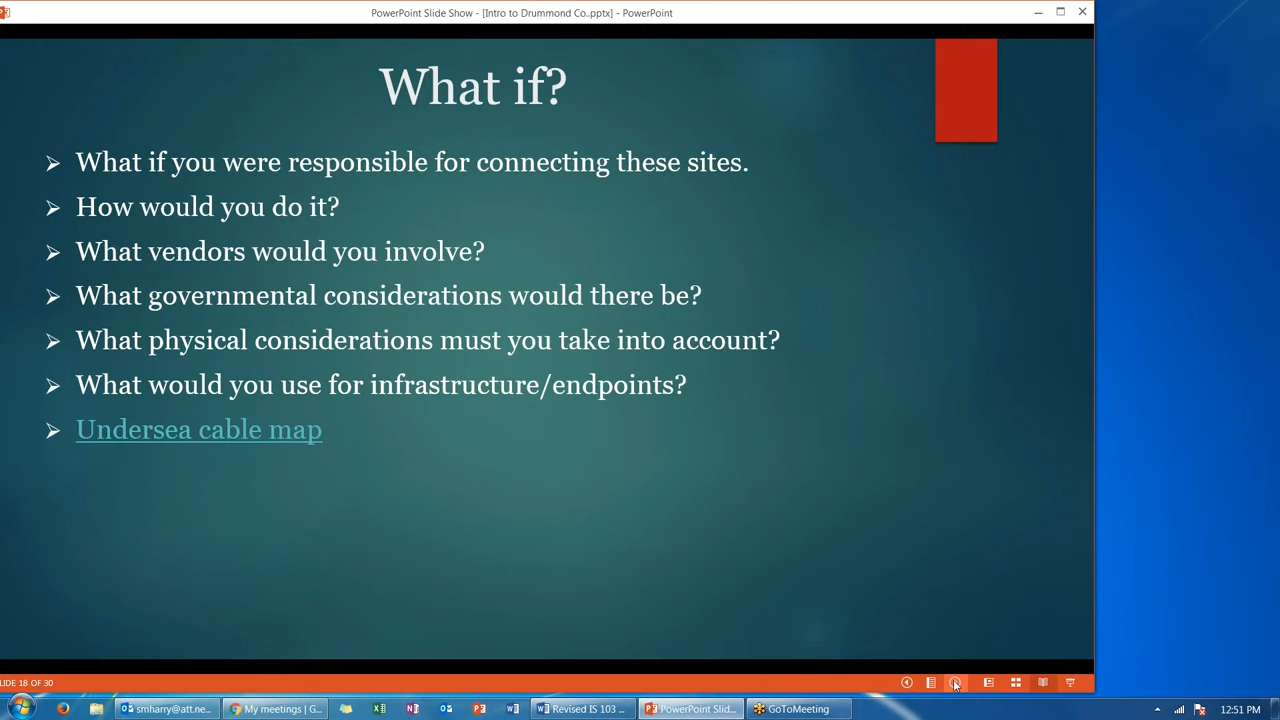 PowerPoint Slide Show - [Intro to Drummond Co..pptx] - PowerPoint
What if?
What if you were responsible for connecting these sites.
How would you do it?
What vendors would you involve?
What governmental considerations would there be?
What physical considerations must you take into account?
What would you use for infrastructure/endpoints?
Undersea cable map
LIDE 18 OF 30
smharry@att.ne... My meetings | G... Revised IS 103 ... PowerPoint Slid... GoToMeeting 12:51 PM